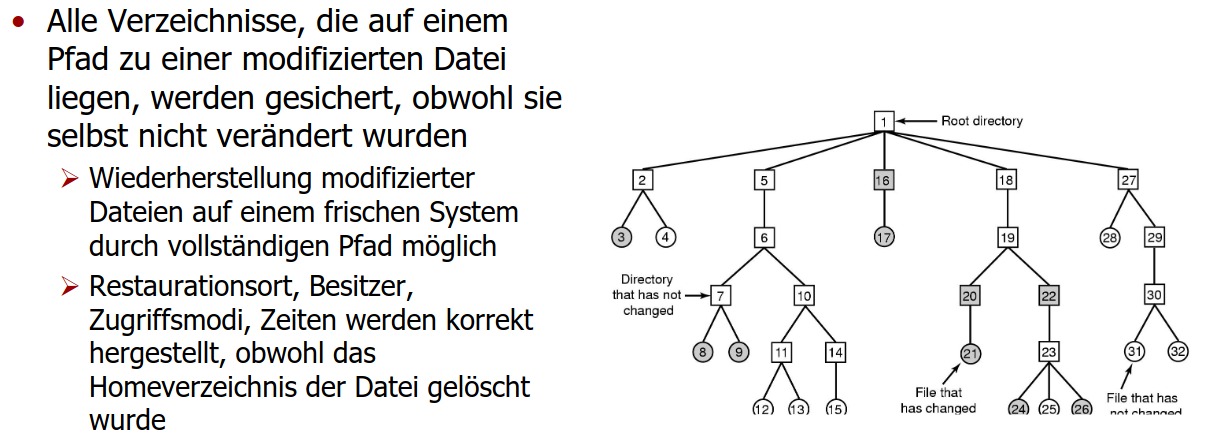 • Alle Verzeichnisse, die auf einem
Pfad zu einer modifizierten Datei
liegen, werden gesichert, obwohl sie
selbst nicht verändert wurden
➢ Wiederherstellung modifizierter
Dateien auf einem frischen System
durch vollständigen Pfad möglich
➢ Restaurationsort, Besitzer,
Zugriffsmodi, Zeiten werden korrekt
hergestellt, obwohl das
Homeverzeichnis der Datei gelöscht
wurde
1
Root directory
2 5 16 18 27
3 4 6 17 19 28 29
Directory
that has not
changed
7 10 20 22 30
8 9 11 14 21 23 31 32
File that
has changed
File that has
not changed
12 13 15 24 25 26